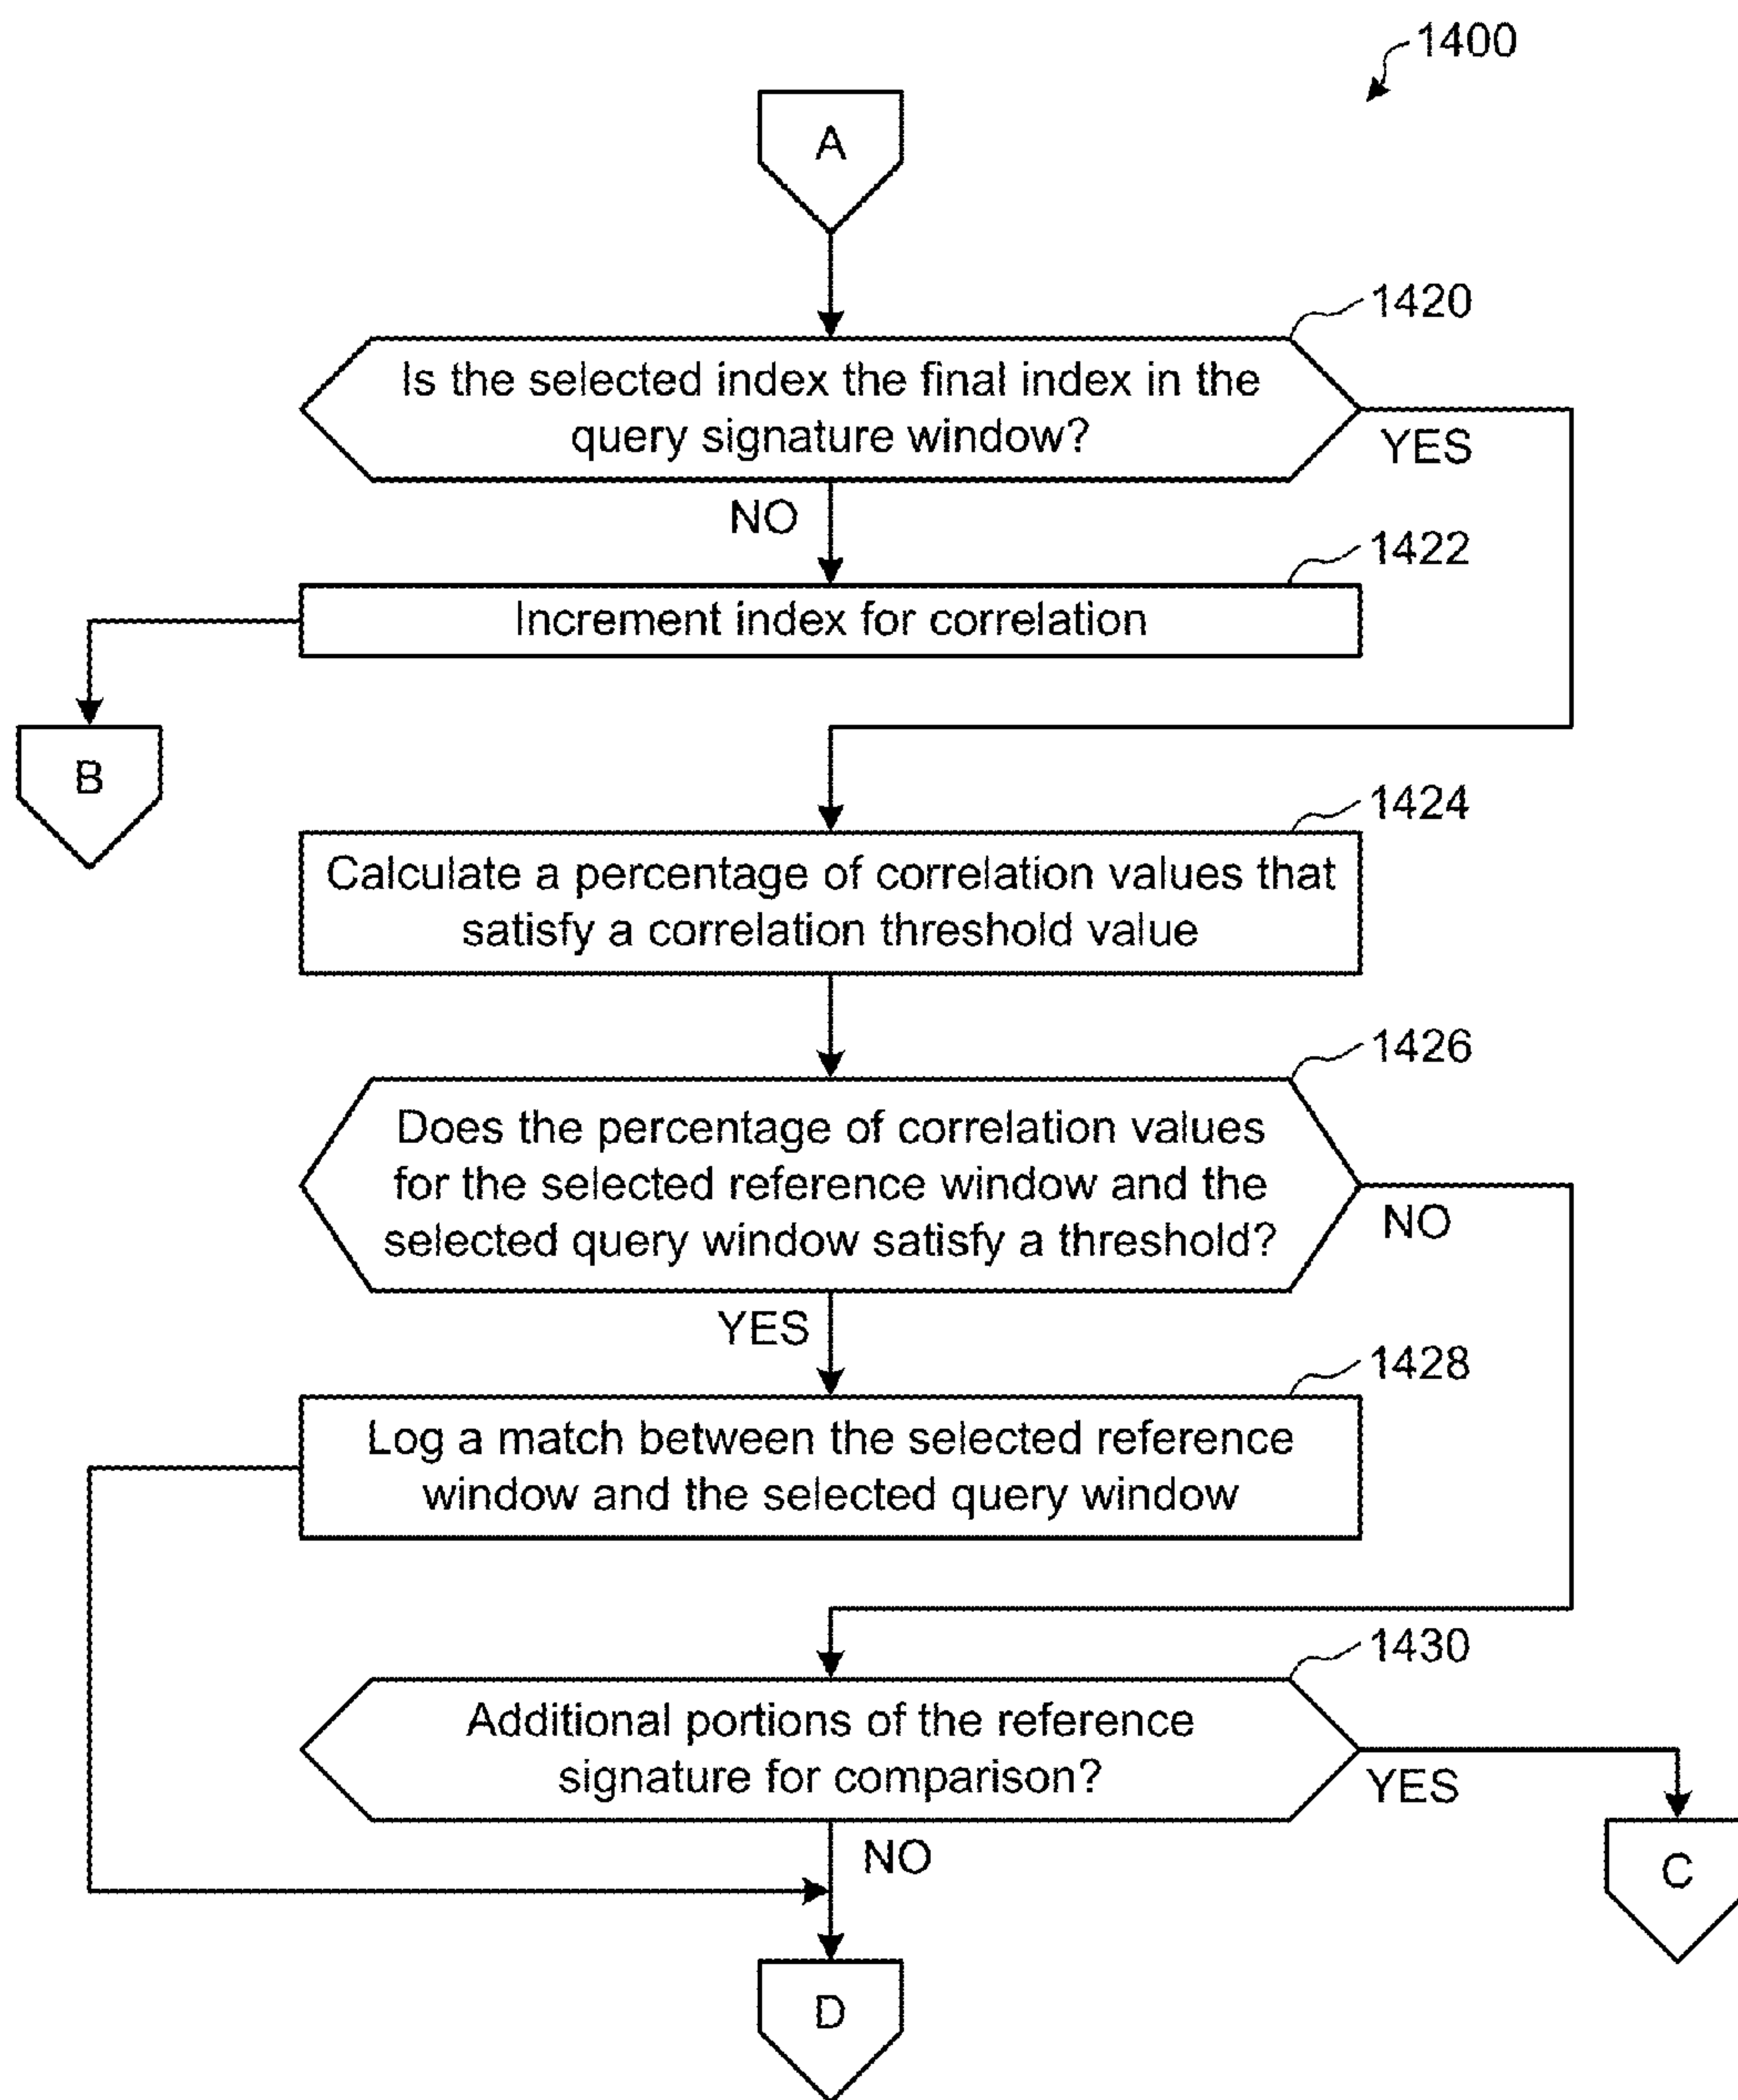 1400
A
1420
Is the selected index the final index in the
query signature window?
YES
NO
1422
Increment index for correlation
B
1424
Calculate a percentage of correlation values that
satisfy a correlation threshold value
1426
Does the percentage of correlation values
for the selected reference window and the
selected query window satisfy a threshold?
NO
YES
1428
Log a match between the selected reference
window and the selected query window
1430
Additional portions of the reference
signature for comparison?
YES
NO
C
D